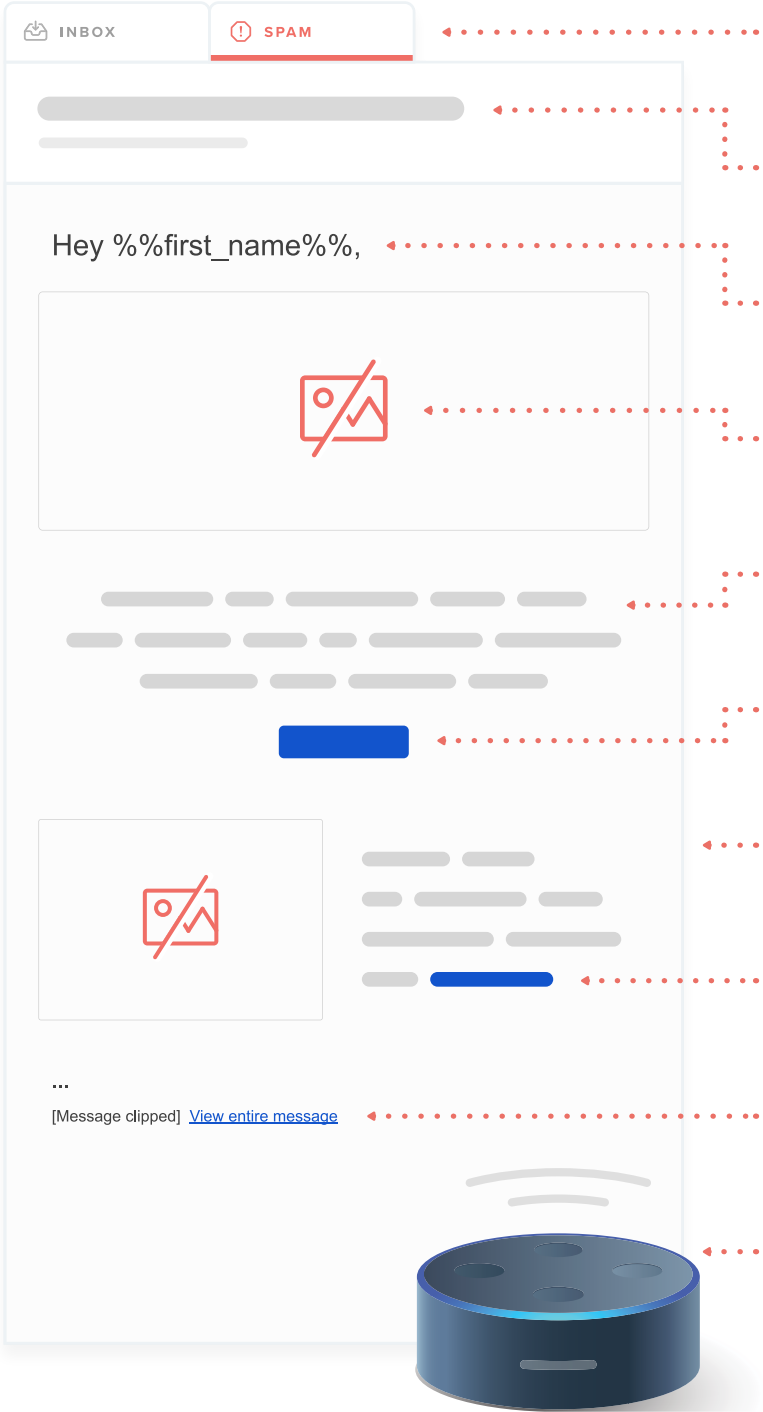 INBOX
SPAM
Hey %%first_name%%,
...
[Message clipped] View entire message